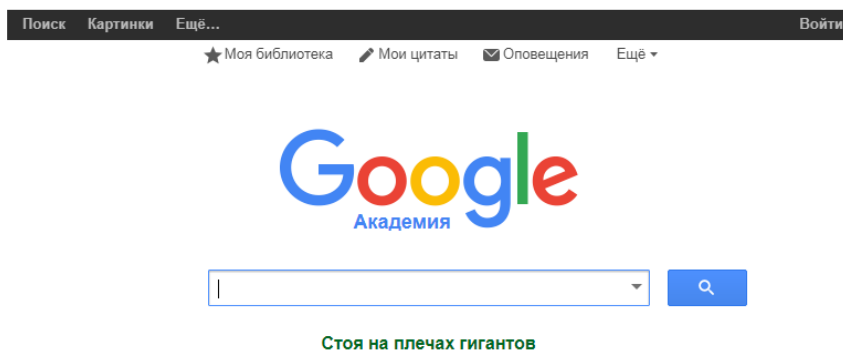 Поиск Картинки Ещё... Войти
Моя библиотека Мои цитаты Оповещения Ещё
Google
Академия
Стоя на плечах гигантов